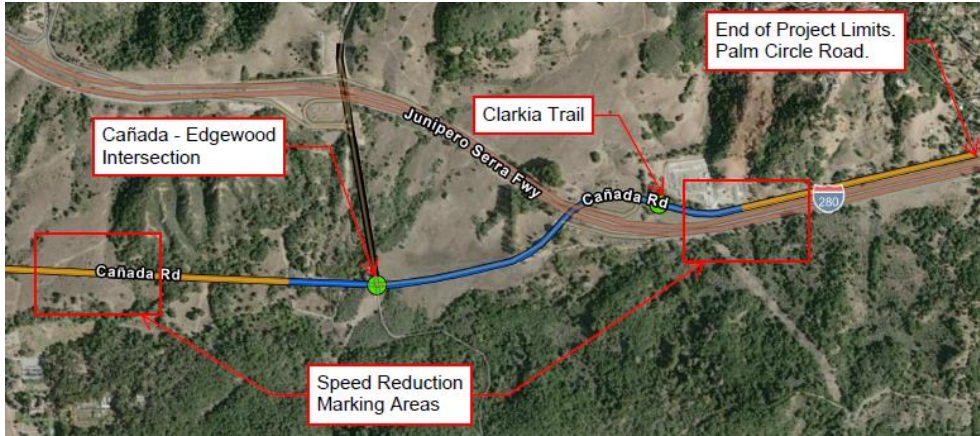 End of Project Limits.
Palm Circle Road.
Clarkia Trail
Cañada - Edgewood
Intersection
Junipero Serra Fwy
Cañada Rd
280
Cañada Rd
Speed Reduction
Marking Areas